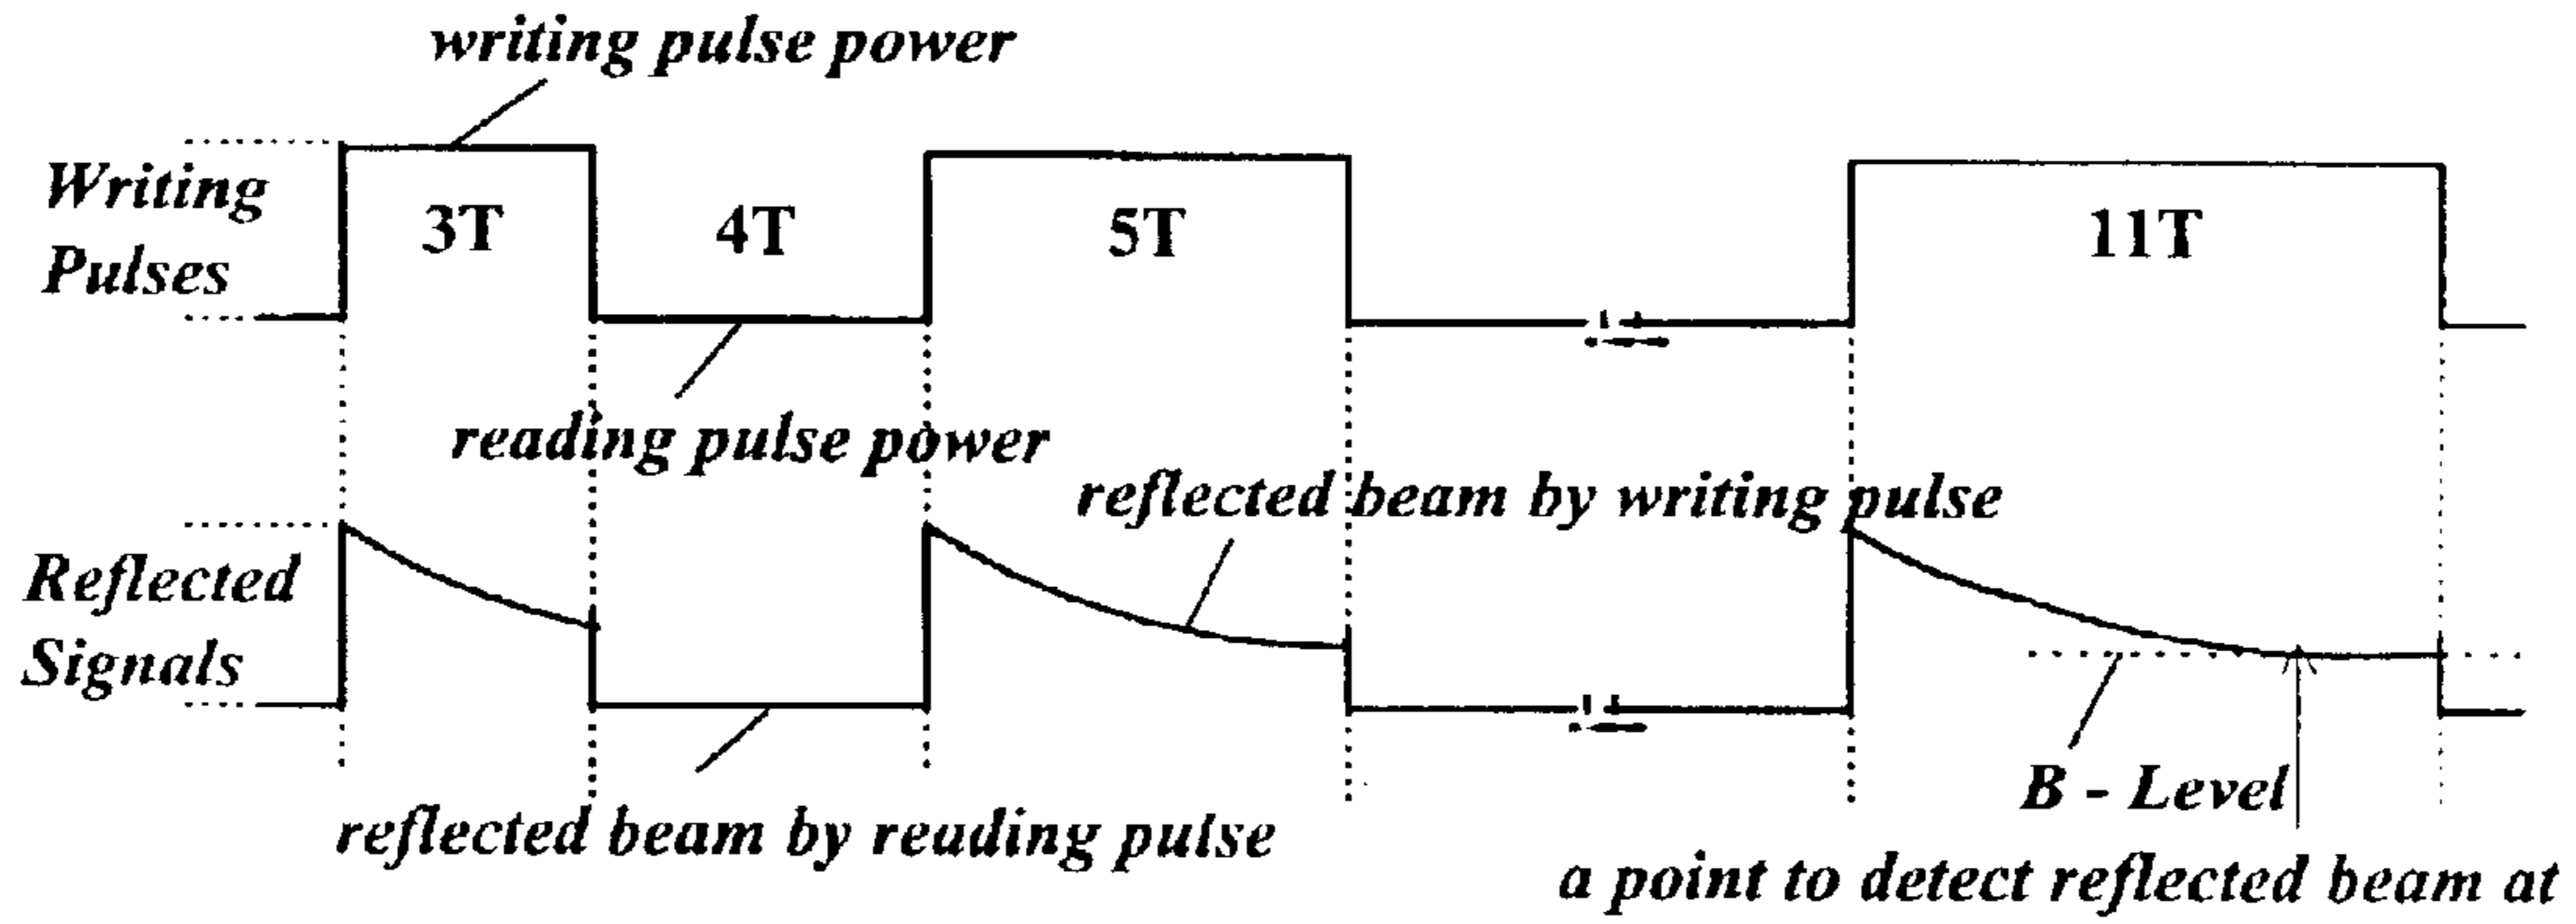 writing pulse power
Writing
Pulses
3T
4T
5T
11T
reading pulse power
reflected beam by writing pulse
Reflected
Signals
B - Level
reflected beam by reading pulse
a point to detect reflected beam at